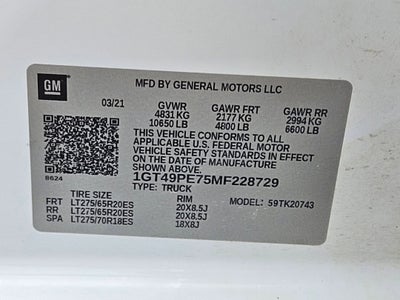 GM
MFD BY GENERAL MOTORS LLC
03/21 GVWR GAWR FRT GAWR RR
4831 KG 2177 KG 2994 KG
10650 LB 4800 LB 6600 LB
THIS VEHICLE CONFORMS TO ALL
APPLICABLE U.S. FEDERAL MOTOR
VEHICLE SAFETY STANDARDS IN
EFFECT ON THE DATE OF MANUFACTURE
SHOWN ABOVE.
1GT49PE75MF228729
8624 TYPE: TRUCK
TIRE SIZE RIM MODEL: 59TK20743
FRT LT275/65R20ES 20X8.5J
RR LT275/65R20ES 20X8.5J
SPA LT275/70R18ES 18X8J